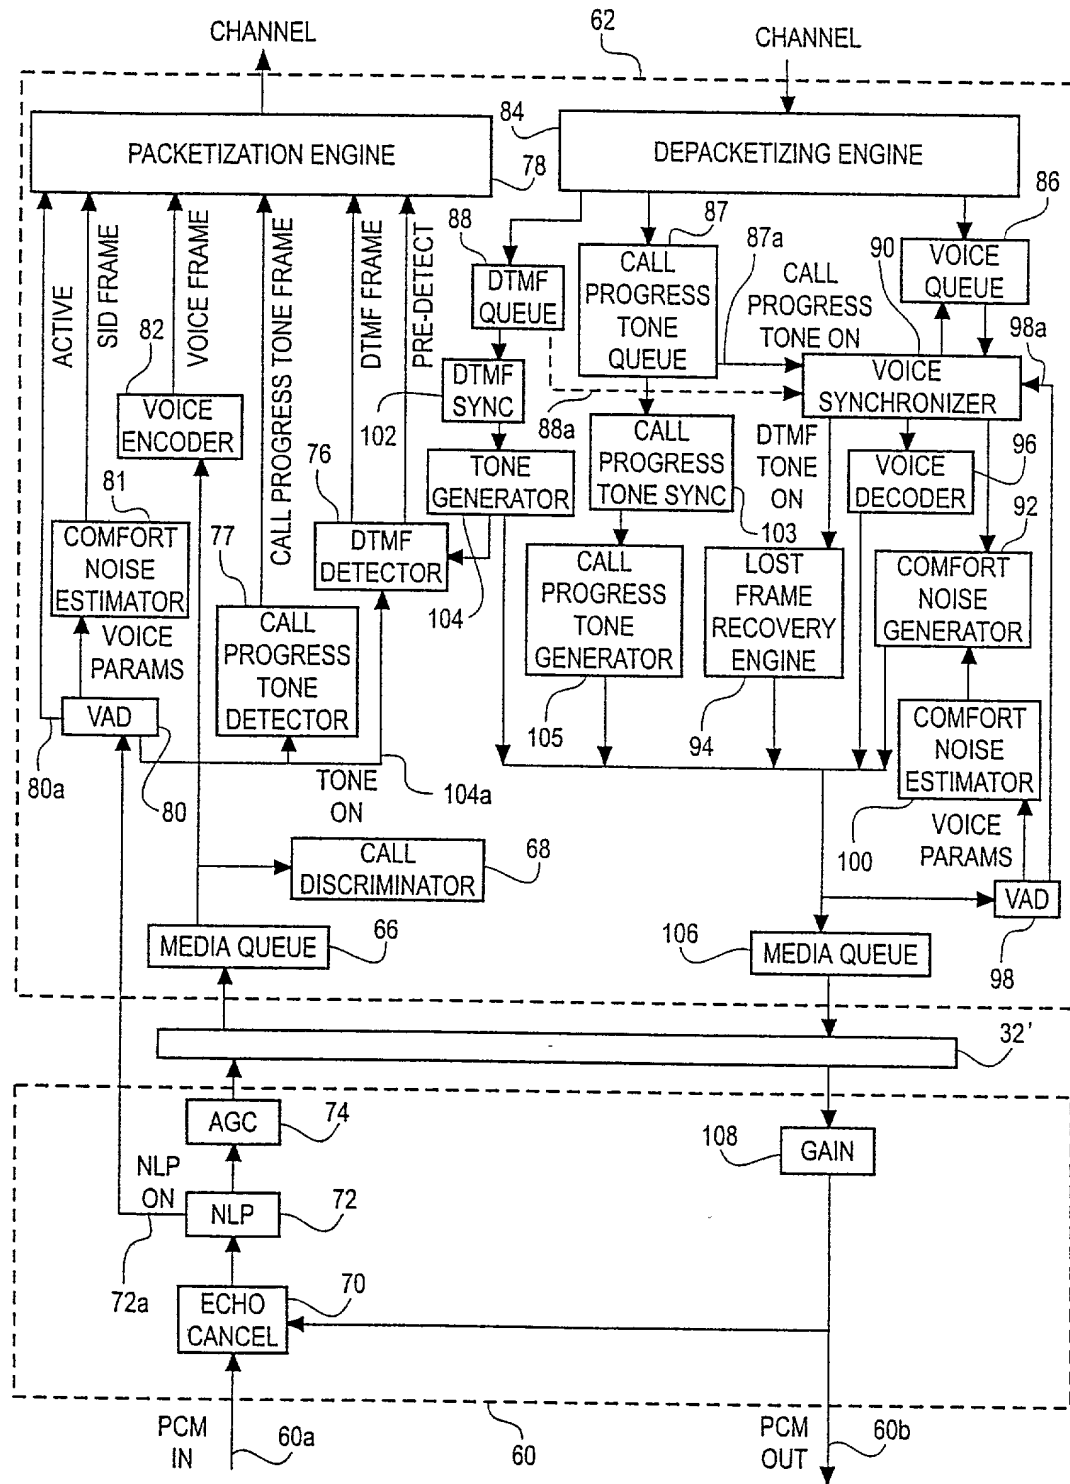 CHANNEL
62
CHANNEL
PACKETIZATION ENGINE
78
84
DEPACKETIZING ENGINE
ACTIVE
SID FRAME
VOICE FRAME
CALL PROGRESS TONE FRAME
DTMF FRAME
PRE-DETECT
88
DTMF
QUEUE
87
CALL
PROGRESS
TONE
QUEUE
87a
CALL
PROGRESS
TONE ON
90
86
VOICE
QUEUE
98a
82
VOICE
ENCODER
102
DTMF
SYNC
88a
VOICE
SYNCHRONIZER
76
TONE
GENERATOR
CALL
PROGRESS
TONE SYNC
103
DTMF
TONE
ON
VOICE
DECODER
96
81
COMFORT
NOISE
ESTIMATOR
77
DTMF
DETECTOR
104
CALL
PROGRESS
TONE
GENERATOR
105
LOST
FRAME
RECOVERY
ENGINE
94
92
COMFORT
NOISE
GENERATOR
VOICE
PARAMS
CALL
PROGRESS
TONE
DETECTOR
VAD
80a
80
TONE
ON
104a
COMFORT
NOISE
ESTIMATOR
100
VOICE
PARAMS
CALL
DISCRIMINATOR
68
VAD
98
MEDIA QUEUE
66
106
MEDIA QUEUE
32'
AGC
74
108
GAIN
NLP
ON
NLP
72
72a
ECHO
CANCEL
70
PCM
IN
60a
60
PCM
OUT
60b